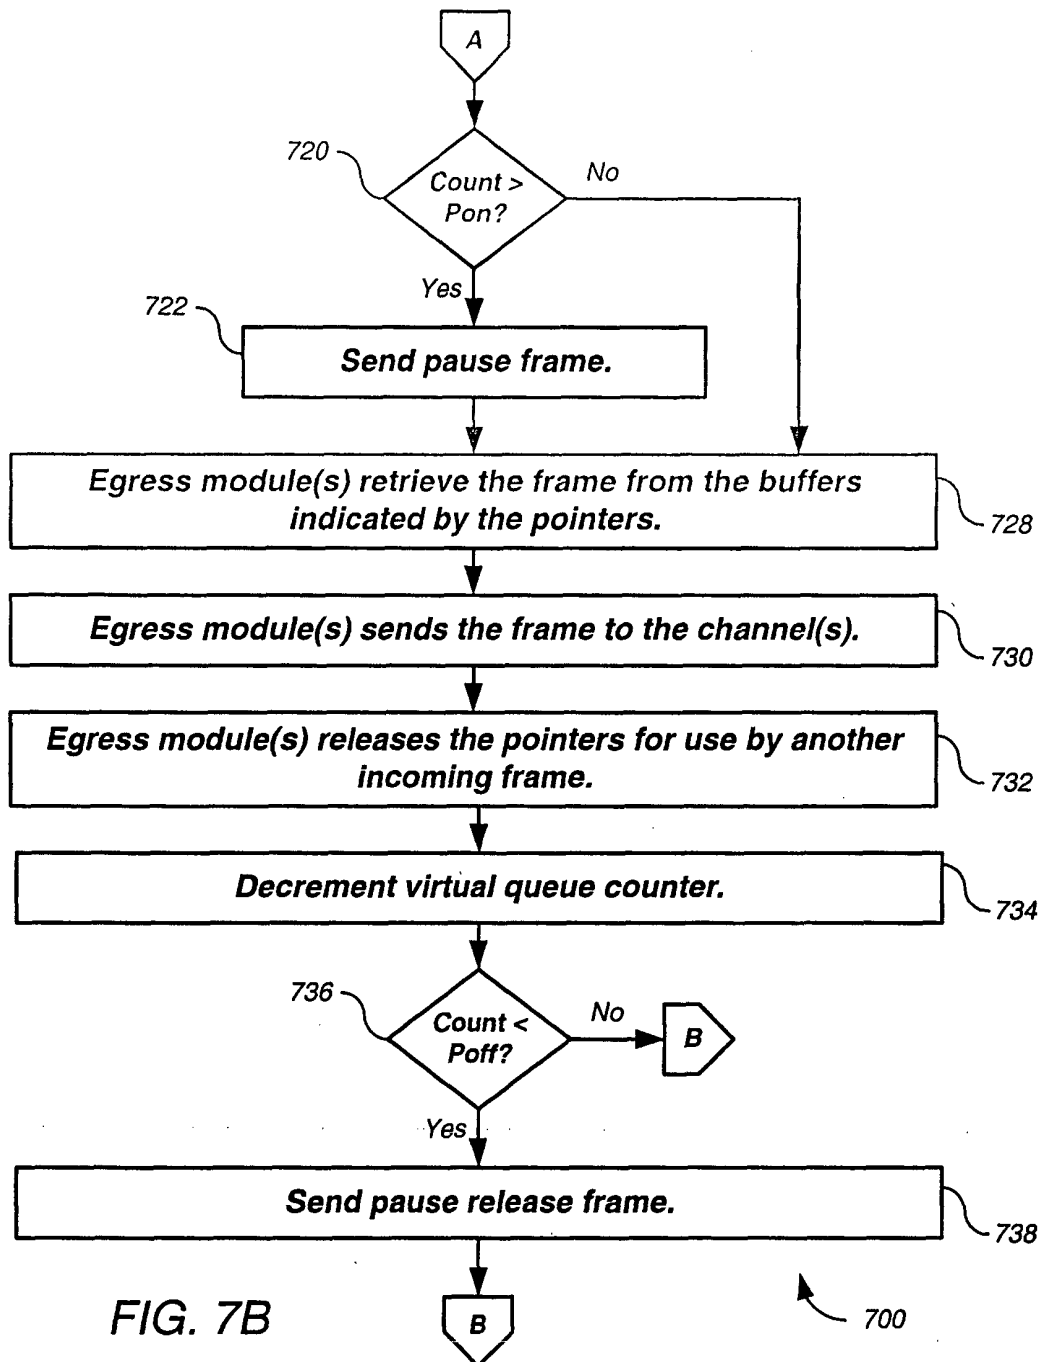 A
720
Count >
Pon?
No
Yes
722
Send pause frame.
Egress module(s) retrieve the frame from the buffers
indicated by the pointers.
728
Egress module(s) sends the frame to the channel(s).
730
Egress module(s) releases the pointers for use by another
incoming frame.
732
Decrement virtual queue counter.
734
736
Count <
Poff?
No
B
Yes
Send pause release frame.
738
B
FIG. 7B
700